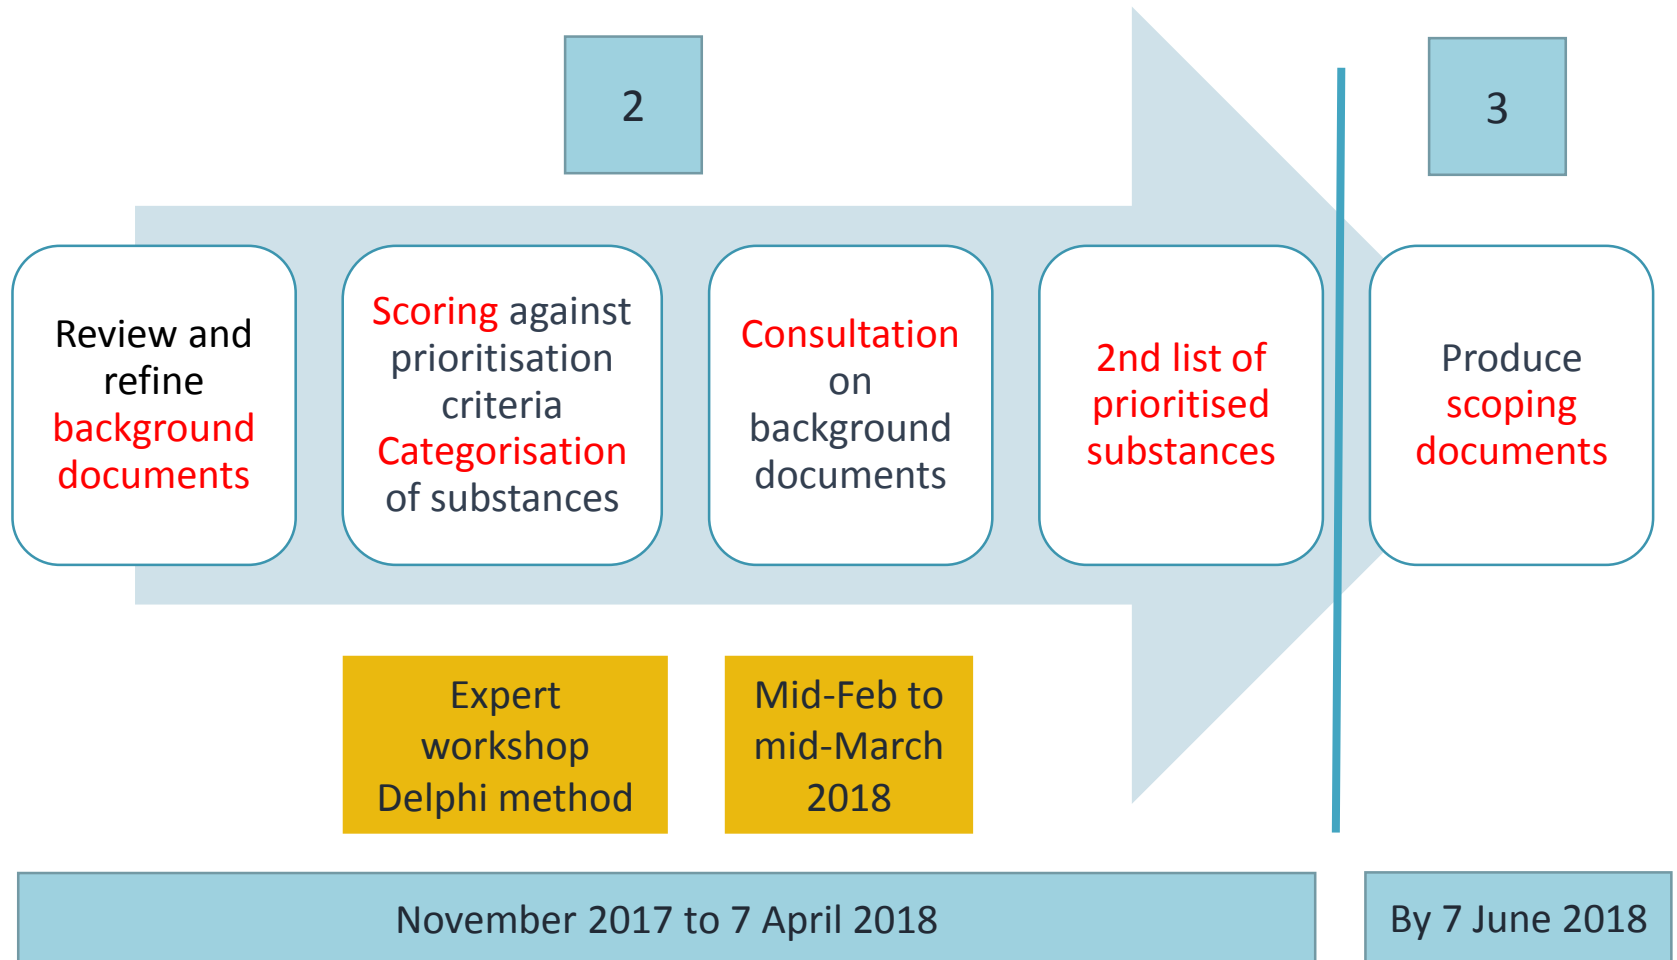 2
3
Review and
refine
background
documents
Scoring against
prioritisation
criteria
Categorisation
of substances
Consultation
on
background
documents
2nd list of
prioritised
substances
Produce
scoping
documents
Expert
workshop
Delphi method
Mid-Feb to
mid-March
2018
November 2017 to 7 April 2018
By 7 June 2018